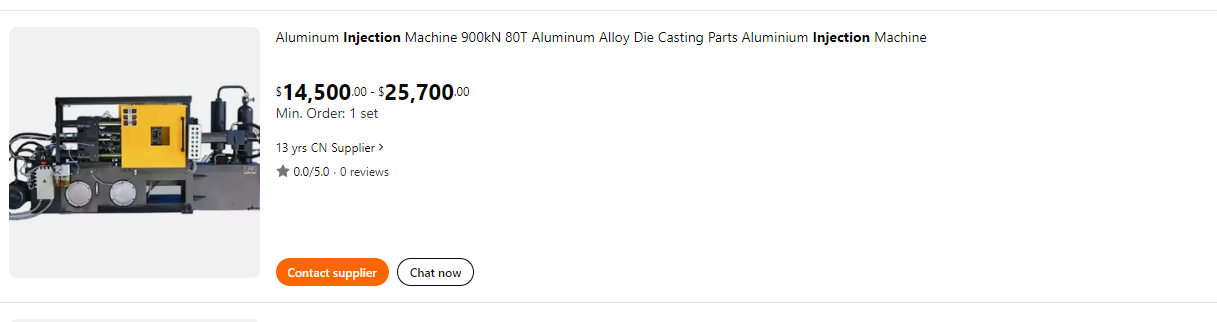 Aluminum Injection Machine 900kN 80T Aluminum Alloy Die Casting Parts Aluminium Injection Machine
$14,500.00 - $25,700.00
Min. Order: 1 set
13 yrs CN Supplier >
0.0/5.0 · 0 reviews
Contact supplier
Chat now